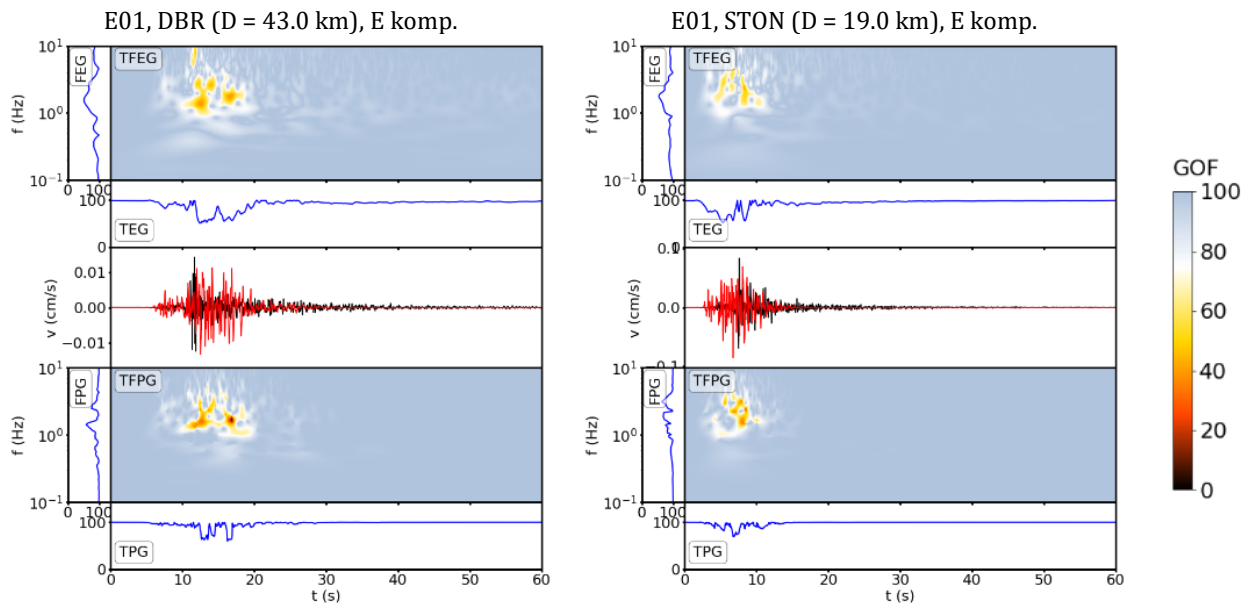 E01, DBR (D = 43.0 km), E komp.
E01, STON (D = 19.0 km), E komp.
FEG
TFEG
f (Hz)
10¹
10⁰
10⁻¹
0 100
100
TEG
0
v (cm/s)
0.01
0.00
−0.01
FPG
TFPG
f (Hz)
10¹
10⁰
10⁻¹
0 100
100
TPG
0
0 10 20 30 40 50 60
t (s)
FEG
TFEG
f (Hz)
10¹
10⁰
10⁻¹
0 100
100
TEG
0
v (cm/s)
0.1
0.0
−0.1
FPG
TFPG
f (Hz)
10¹
10⁰
10⁻¹
0 100
100
TPG
0
0 10 20 30 40 50 60
t (s)
GOF
100
80
60
40
20
0